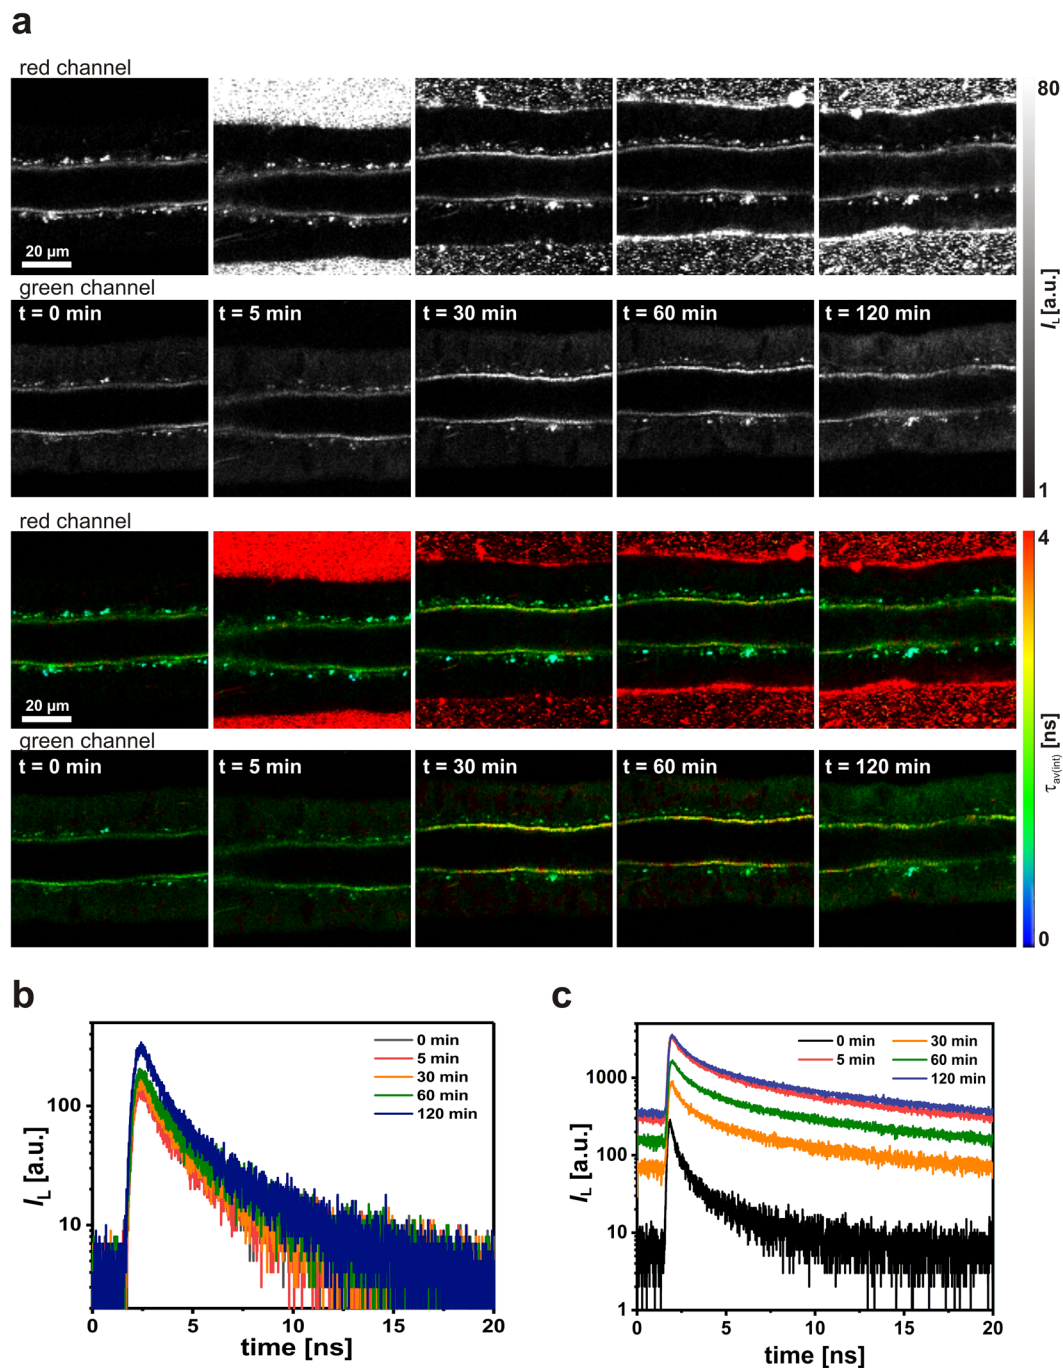 a
red channel
80
20 µm
green channel
t = 0 min
t = 5 min
t = 30 min
t = 60 min
t = 120 min
I_L [a.u.]
1
red channel
4
20 µm
green channel
t = 0 min
t = 5 min
t = 30 min
t = 60 min
t = 120 min
τav(int) [ns]
0
b
0 min
5 min
30 min
60 min
120 min
100
10
IL [a.u.]
0 5 10 15 20
time [ns]
c
0 min 30 min
5 min 60 min
120 min
1000
100
10
1
IL [a.u.]
0 5 10 15 20
time [ns]